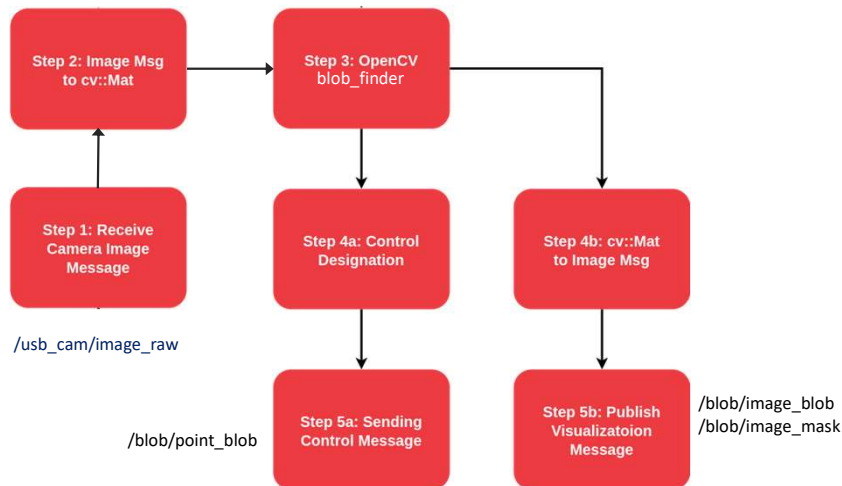 Step 2: Image Msg
to cv::Mat
Step 3: OpenCV
blob_finder
Step 1: Receive
Camera Image
Message
Step 4a: Control
Designation
Step 4b: cv::Mat
to Image Msg
/usb_cam/image_raw
/blob/point_blob
Step 5a: Sending
Control Message
Step 5b: Publish
Visualizatoion
Message
/blob/image_blob
/blob/image_mask